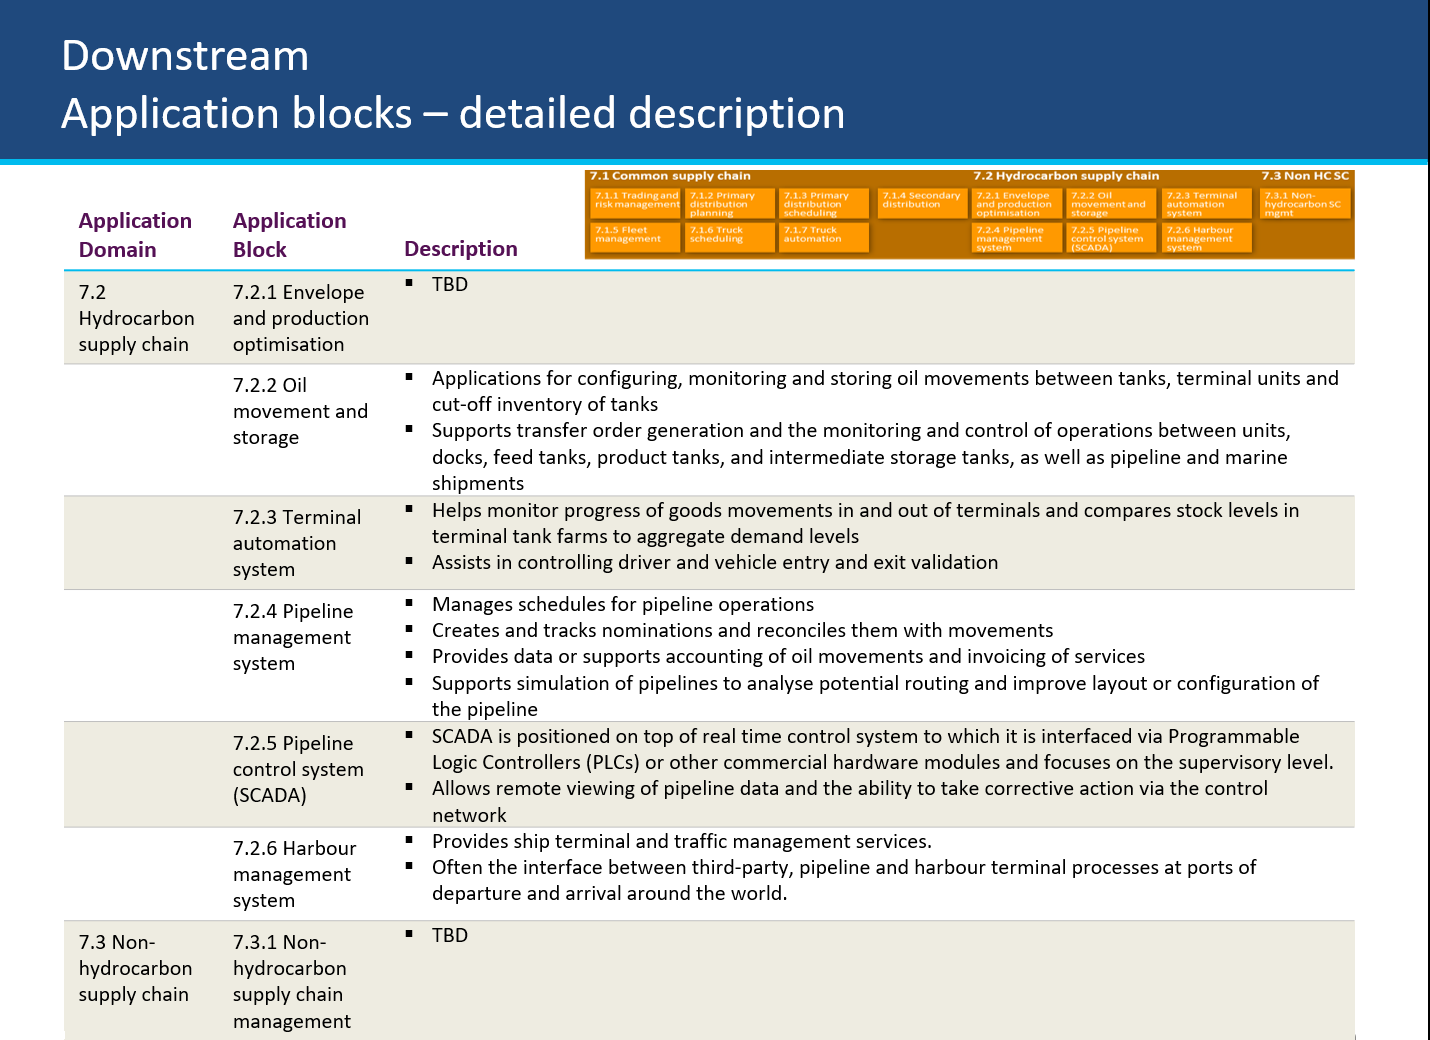 Downstream
Application blocks – detailed description
7.1 Common supply chain
7.2 Hydrocarbon supply chain
7.3 Non HC SC
7.1.1 Trading and
risk management
7.1.2 Primary
distribution
planning
7.1.3 Primary
distribution
scheduling
7.1.4 Secondary
distribution
7.2.1 Envelope
and production
optimisation
7.2.2 Oil
movement and
storage
7.2.3 Terminal
automation
system
7.3.1 Non-
hydrocarbon SC
mgmt
7.1.5 Fleet
management
7.1.6 Truck
scheduling
7.1.7 Truck
automation
7.2.4 Pipeline
management
system
7.2.5 Pipeline
control system
(SCADA)
7.2.6 Harbour
management
system
Application
Domain
Application
Block
Description
7.2
Hydrocarbon
supply chain
7.2.1 Envelope
and production
optimisation
▪ TBD
7.2.2 Oil
movement and
storage
▪ Applications for configuring, monitoring and storing oil movements between tanks, terminal units and
cut-off inventory of tanks
▪ Supports transfer order generation and the monitoring and control of operations between units,
docks, feed tanks, product tanks, and intermediate storage tanks, as well as pipeline and marine
shipments
7.2.3 Terminal
automation
system
▪ Helps monitor progress of goods movements in and out of terminals and compares stock levels in
terminal tank farms to aggregate demand levels
▪ Assists in controlling driver and vehicle entry and exit validation
7.2.4 Pipeline
management
system
▪ Manages schedules for pipeline operations
▪ Creates and tracks nominations and reconciles them with movements
▪ Provides data or supports accounting of oil movements and invoicing of services
▪ Supports simulation of pipelines to analyse potential routing and improve layout or configuration of
the pipeline
7.2.5 Pipeline
control system
(SCADA)
▪ SCADA is positioned on top of real time control system to which it is interfaced via Programmable
Logic Controllers (PLCs) or other commercial hardware modules and focuses on the supervisory level.
▪ Allows remote viewing of pipeline data and the ability to take corrective action via the control
network
7.2.6 Harbour
management
system
▪ Provides ship terminal and traffic management services.
▪ Often the interface between third-party, pipeline and harbour terminal processes at ports of
departure and arrival around the world.
7.3 Non-
hydrocarbon
supply chain
7.3.1 Non-
hydrocarbon
supply chain
management
▪ TBD